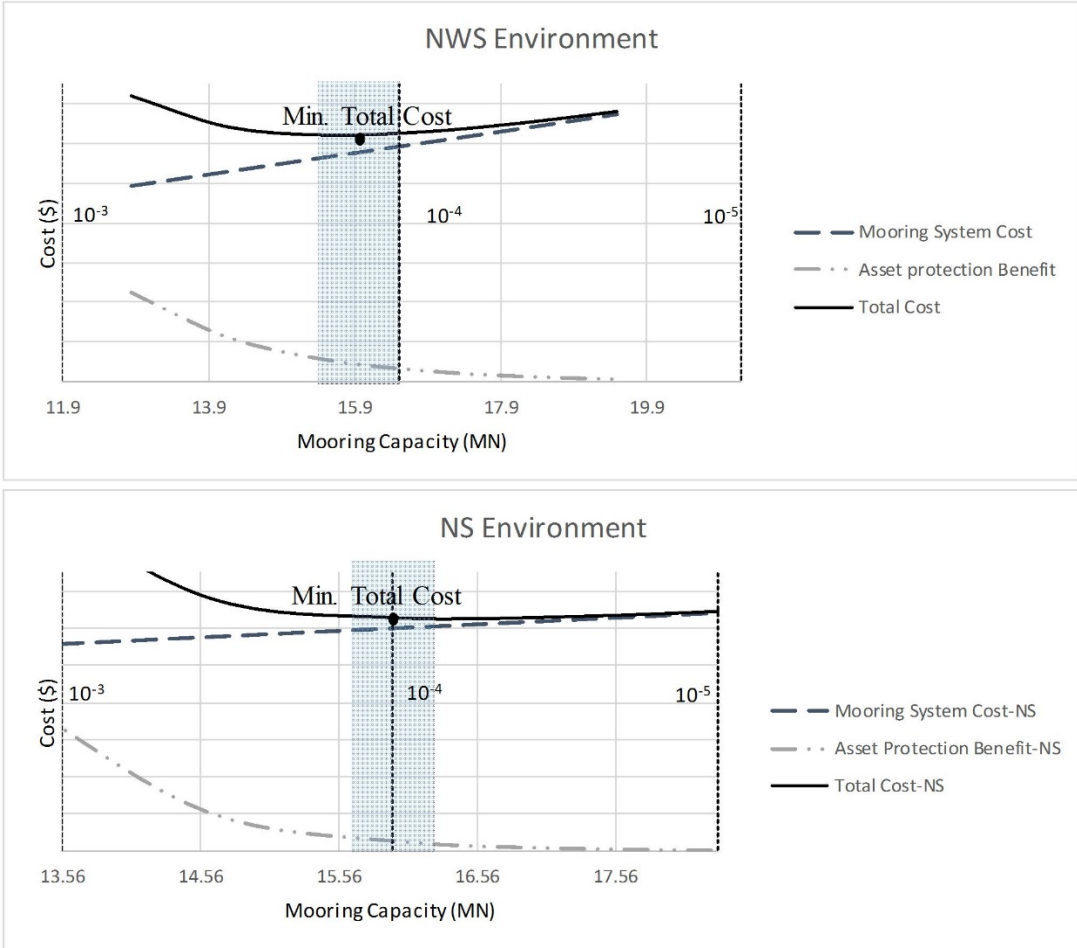 NWS Environment
Min. Total Cost
10-3
10-4
10-5
Cost ($)
Mooring System Cost
Asset protection Benefit
Total Cost
11.9 13.9 15.9 17.9 19.9
Mooring Capacity (MN)
NS Environment
Min. Total Cost
10-3
10-4
10-5
Cost ($)
Mooring System Cost-NS
Asset Protection Benefit-NS
Total Cost-NS
13.56 14.56 15.56 16.56 17.56
Mooring Capacity (MN)